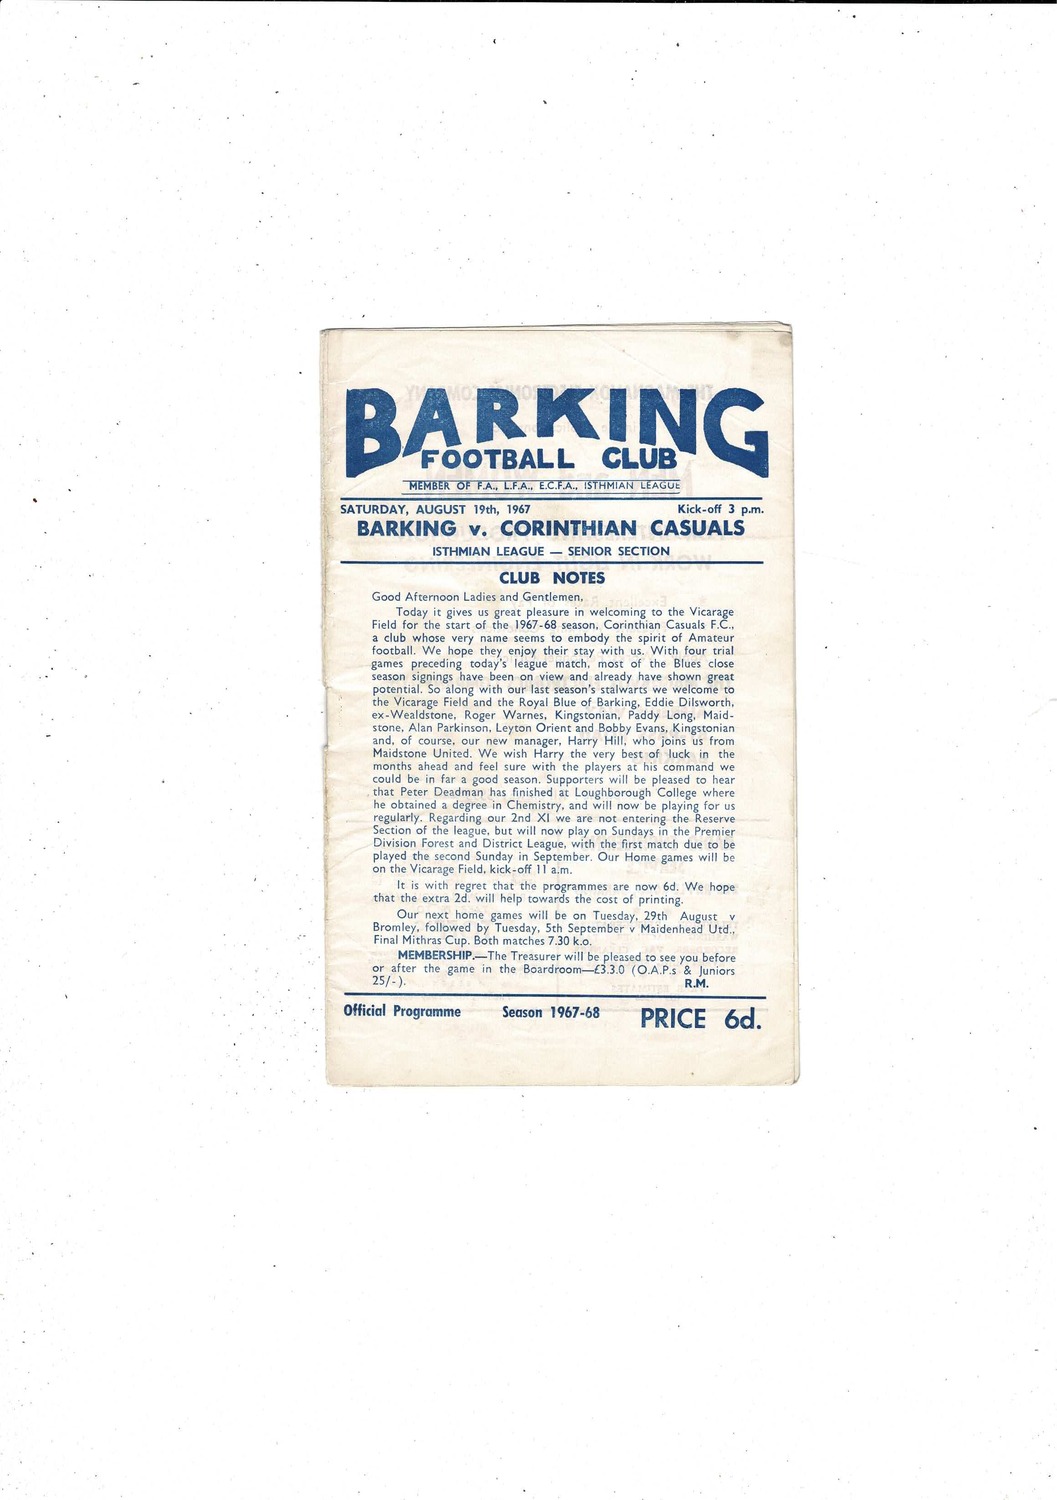 BARKING
FOOTBALL CLUB
MEMBER OF F.A., L.F.A., E.C.F.A., ISTHMIAN LEAGUE
SATURDAY, AUGUST 19th, 1967 Kick-off 3 p.m.
BARKING v. CORINTHIAN CASUALS
ISTHMIAN LEAGUE — SENIOR SECTION
CLUB NOTES
Good Afternoon Ladies and Gentlemen,
Today it gives us great pleasure in welcoming to the Vicarage
Field for the start of the 1967-68 season, Corinthian Casuals F.C.,
a club whose very name seems to embody the spirit of Amateur
football. We hope they enjoy their stay with us. With four trial
games preceding today's league match, most of the Blues close
season signings have been on view and already have shown great
potential. So along with our last season's stalwarts we welcome to
the Vicarage Field and the Royal Blue of Barking, Eddie Dilsworth,
ex-Wealdstone, Roger Warnes, Kingstonian, Paddy Long, Maid-
stone, Alan Parkinson, Leyton Orient and Bobby Evans, Kingstonian
and, of course, our new manager, Harry Hill, who joins us from
Maidstone United. We wish Harry the very best of luck in the
months ahead and feel sure with the players at his command we
could be in far a good season. Supporters will be pleased to hear
that Peter Deadman has finished at Loughborough College where
he obtained a degree in Chemistry, and will now be playing for us
regularly. Regarding our 2nd XI we are not entering the Reserve
Section of the league, but will now play on Sundays in the Premier
Division Forest and District League, with the first match due to be
played the second Sunday in September. Our Home games will be
on the Vicarage Field, kick-off 11 a.m.
It is with regret that the programmes are now 6d. We hope
that the extra 2d. will help towards the cost of printing.
Our next home games will be on Tuesday, 29th August v
Bromley, followed by Tuesday, 5th September v Maidenhead Utd.,
Final Mithras Cup. Both matches 7.30 k.o.
MEMBERSHIP.—The Treasurer will be pleased to see you before
or after the game in the Boardroom—£3.3.0 (O.A.P.s & Juniors
25/-). R.M.
Official Programme Season 1967-68 PRICE 6d.